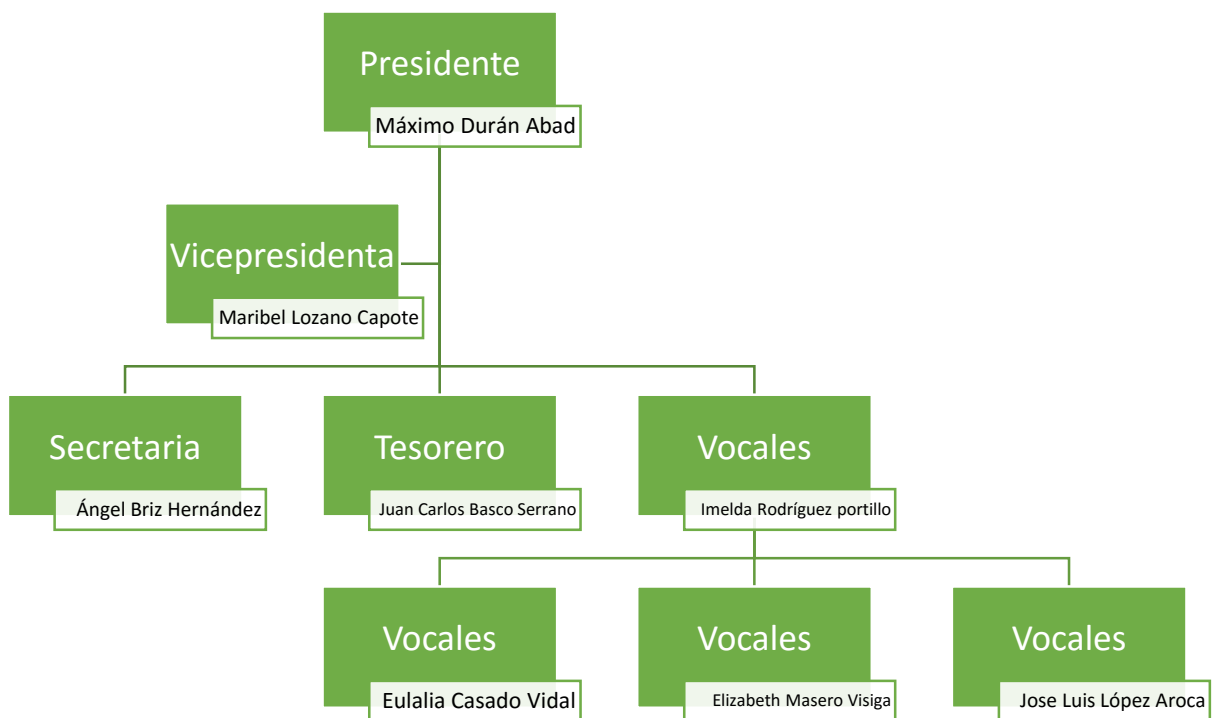 Presidente
Máximo Durán Abad
Vicepresidenta
Maribel Lozano Capote
Secretaria
Ángel Briz Hernández
Tesorero
Juan Carlos Basco Serrano
Vocales
Imelda Rodríguez portillo
Vocales
Eulalia Casado Vidal
Vocales
Elizabeth Masero Visiga
Vocales
Jose Luis López Aroca